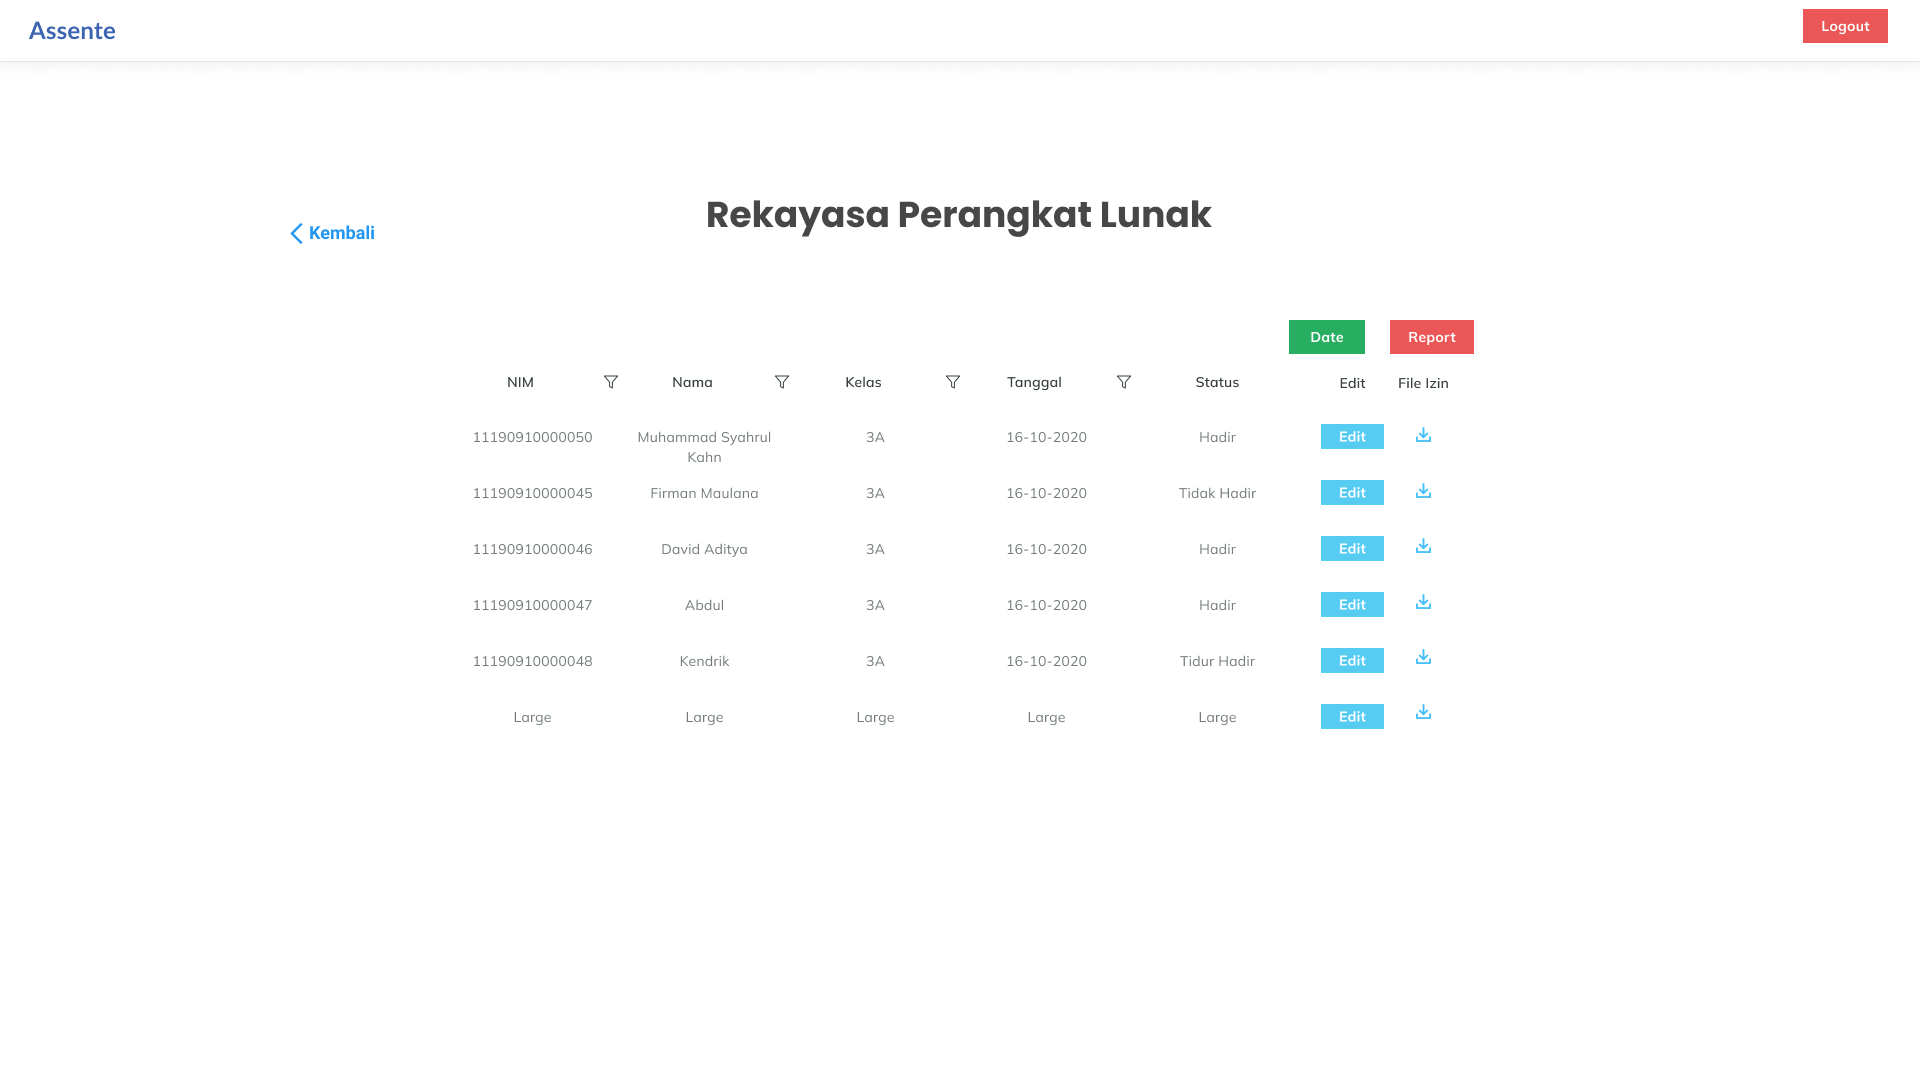 Assente
Logout
Kembali
Rekayasa Perangkat Lunak
Date Report
NIM Nama Kelas Tanggal Status Edit File Izin
11190910000050 Muhammad Syahrul Kahn 3A 16-10-2020 Hadir Edit
11190910000045 Firman Maulana 3A 16-10-2020 Tidak Hadir Edit
11190910000046 David Aditya 3A 16-10-2020 Hadir Edit
11190910000047 Abdul 3A 16-10-2020 Hadir Edit
11190910000048 Kendrik 3A 16-10-2020 Tidur Hadir Edit
Large Large Large Large Large Edit